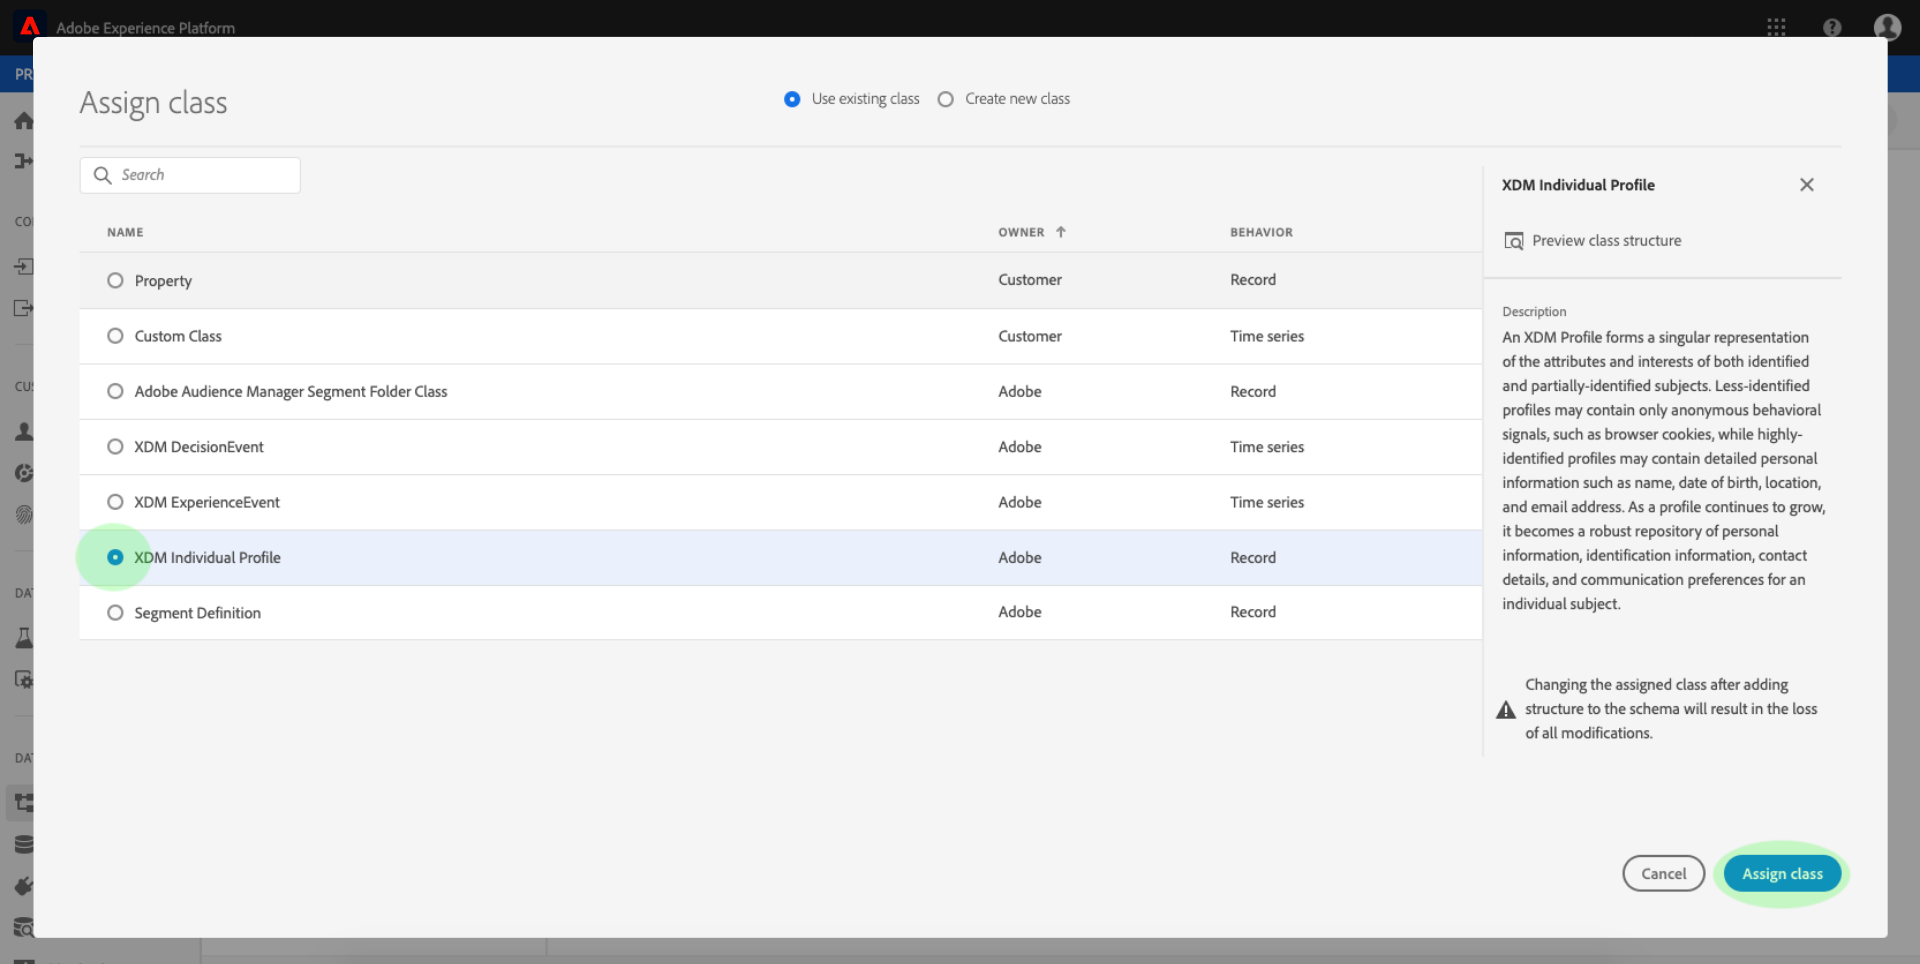 Adobe Experience Platform
PR
Assign class
Use existing class
Create new class
Search
NAME
OWNER
BEHAVIOR
Property
Customer
Record
Custom Class
Customer
Time series
Adobe Audience Manager Segment Folder Class
Adobe
Record
XDM DecisionEvent
Adobe
Time series
XDM ExperienceEvent
Adobe
Time series
XDM Individual Profile
Adobe
Record
Segment Definition
Adobe
Record
XDM Individual Profile
Preview class structure
Description
An XDM Profile forms a singular representation
of the attributes and interests of both identified
and partially-identified subjects. Less-identified
profiles may contain only anonymous behavioral
signals, such as browser cookies, while highly-
identified profiles may contain detailed personal
information such as name, date of birth, location,
and email address. As a profile continues to grow,
it becomes a robust repository of personal
information, identification information, contact
details, and communication preferences for an
individual subject.
Changing the assigned class after adding
structure to the schema will result in the loss
of all modifications.
Cancel
Assign class
CO
CUS
DAT
DAT